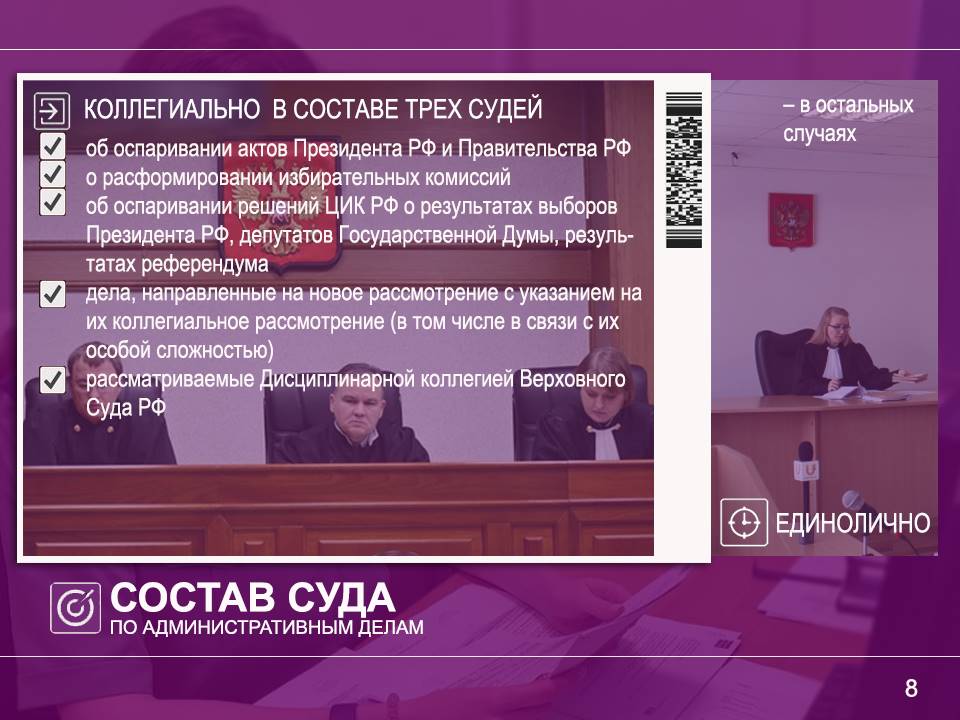 КОЛЛЕГИАЛЬНО В СОСТАВЕ ТРЕХ СУДЕЙ
об оспаривании актов Президента РФ и Правительства РФ
о расформировании избирательных комиссий
об оспаривании решений ЦИК РФ о результатах выборов
Президента РФ, депутатов Государственной Думы, резуль-
татах референдума
дела, направленные на новое рассмотрение с указанием на
их коллегиальное рассмотрение (в том числе в связи с их
особой сложностью)
рассматриваемые Дисциплинарной коллегией Верховного
Суда РФ
– в остальных
случаях
ЕДИНОЛИЧНО
СОСТАВ СУДА
ПО АДМИНИСТРАТИВНЫМ ДЕЛАМ
8